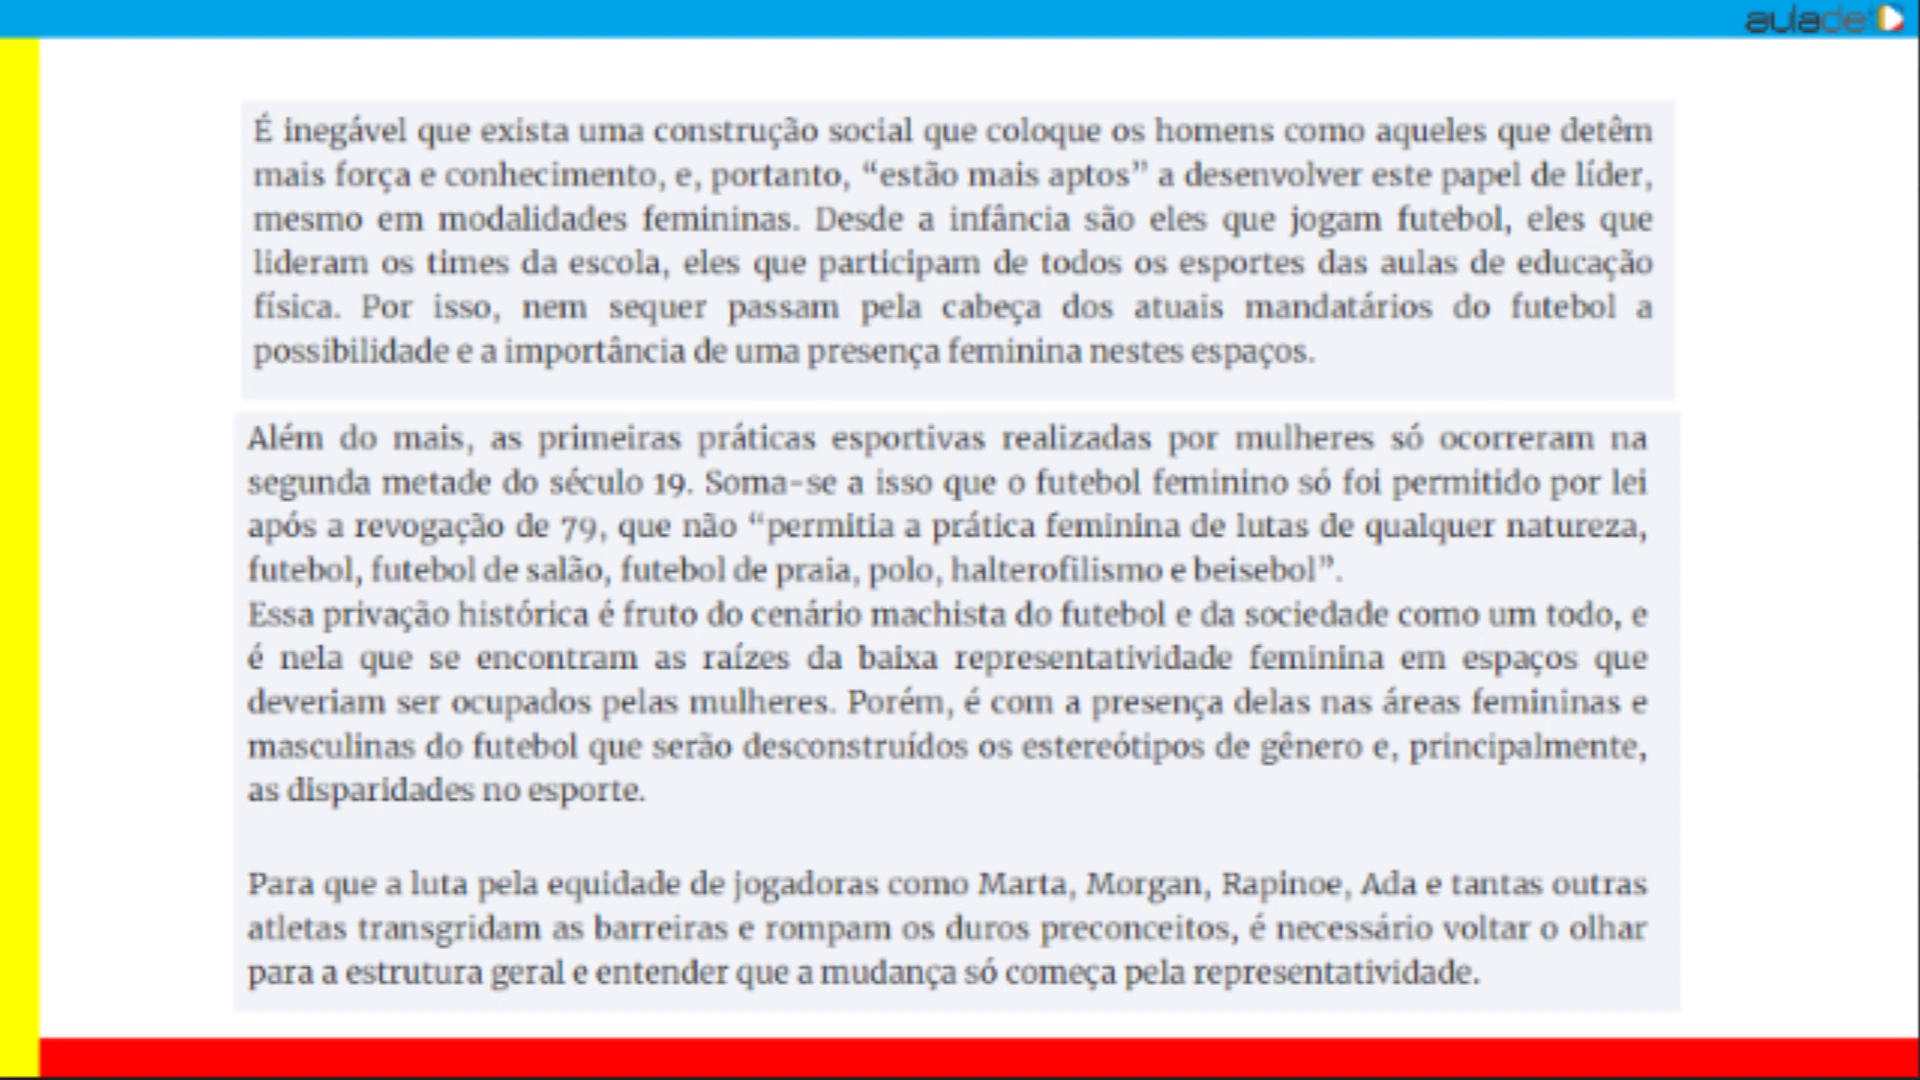 aulade
É inegável que exista uma construção social que coloque os homens como aqueles que detêm
mais força e conhecimento, e, portanto, “estão mais aptos” a desenvolver este papel de líder,
mesmo em modalidades femininas. Desde a infância são eles que jogam futebol, eles que
lideram os times da escola, eles que participam de todos os esportes das aulas de educação
física. Por isso, nem sequer passam pela cabeça dos atuais mandatários do futebol a
possibilidade e a importância de uma presença feminina nestes espaços.
Além do mais, as primeiras práticas esportivas realizadas por mulheres só ocorreram na
segunda metade do século 19. Soma-se a isso que o futebol feminino só foi permitido por lei
após a revogação de 79, que não “permitia a prática feminina de lutas de qualquer natureza,
futebol, futebol de salão, futebol de praia, polo, halterofilismo e beisebol”.
Essa privação histórica é fruto do cenário machista do futebol e da sociedade como um todo, e
é nela que se encontram as raízes da baixa representatividade feminina em espaços que
deveriam ser ocupados pelas mulheres. Porém, é com a presença delas nas áreas femininas e
masculinas do futebol que serão desconstruídos os estereótipos de gênero e, principalmente,
as disparidades no esporte.
Para que a luta pela equidade de jogadoras como Marta, Morgan, Rapinoe, Ada e tantas outras
atletas transgridam as barreiras e rompam os duros preconceitos, é necessário voltar o olhar
para a estrutura geral e entender que a mudança só começa pela representatividade.